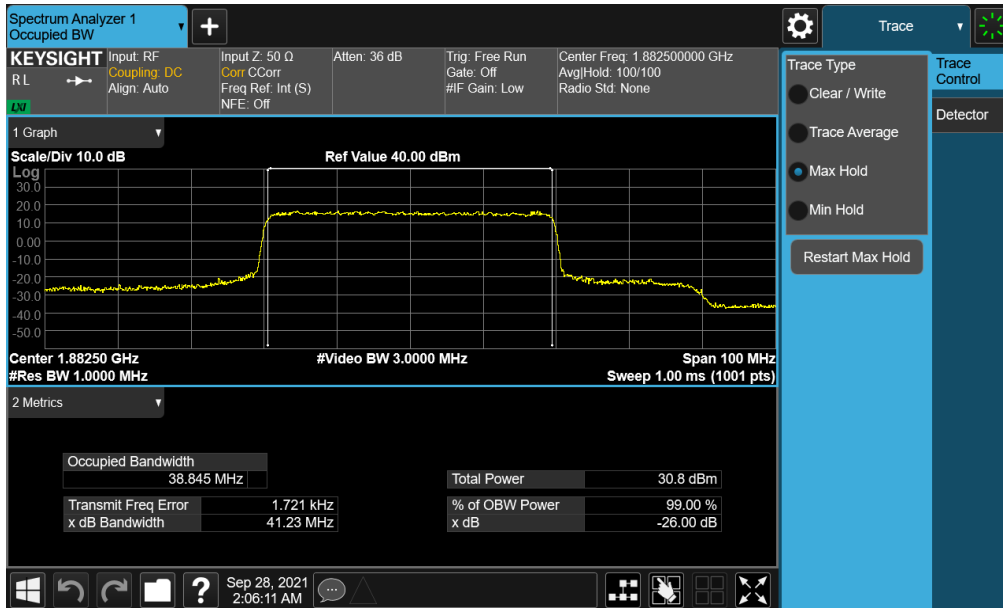 Spectrum Analyzer 1
Occupied BW
+
Trace
KEYSIGHT
R L
LXI
Input: RF
Coupling: DC
Align: Auto
Input Z: 50 Ω
Corr CCorr
Freq Ref: Int (S)
NFE: Off
Atten: 36 dB
Trig: Free Run
Gate: Off
#IF Gain: Low
Center Freq: 1.882500000 GHz
Avg|Hold: 100/100
Radio Std: None
Trace Type
Clear / Write
Trace Average
Max Hold
Min Hold
Restart Max Hold
Trace
Control
Detector
1 Graph
Scale/Div 10.0 dB
Ref Value 40.00 dBm
Log
30.0
20.0
10.0
0.00
-10.0
-20.0
-30.0
-40.0
-50.0
Center 1.88250 GHz
#Video BW 3.0000 MHz
Span 100 MHz
#Res BW 1.0000 MHz
Sweep 1.00 ms (1001 pts)
2 Metrics
Occupied Bandwidth
38.845 MHz
Total Power 30.8 dBm
Transmit Freq Error 1.721 kHz
% of OBW Power 99.00 %
x dB Bandwidth 41.23 MHz
x dB -26.00 dB
?
Sep 28, 2021
2:06:11 AM